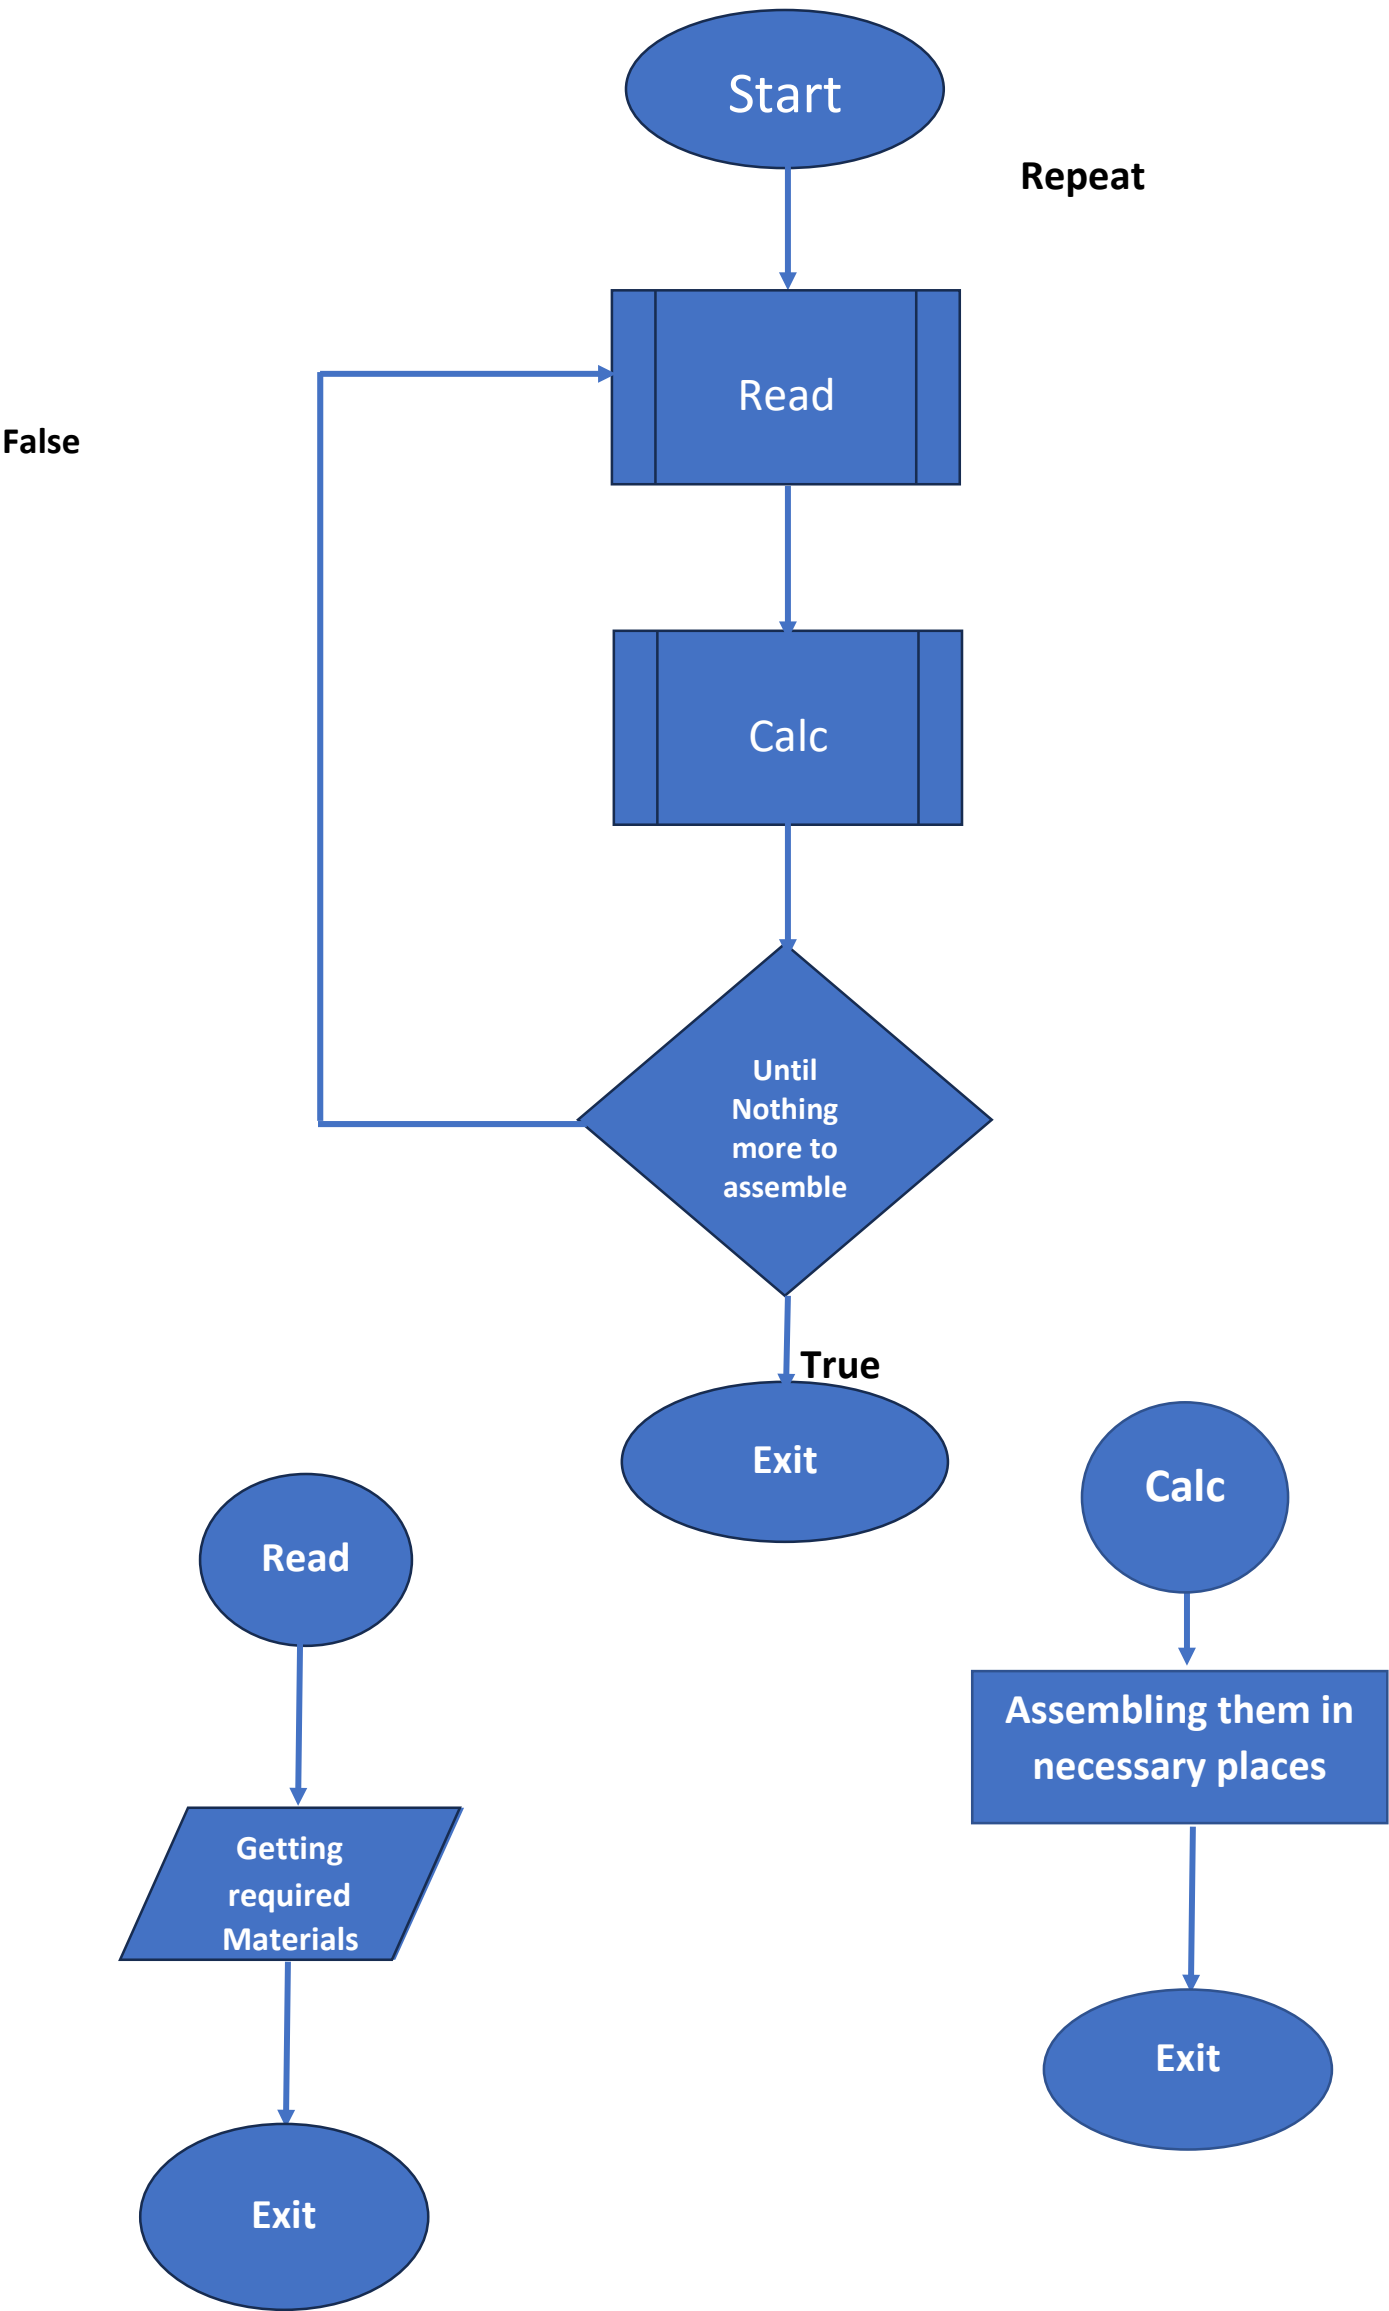 Start
Repeat
Read
False
Calc
Until
Nothing
more to
assemble
True
Exit
Calc
Read
Assembling them in
necessary places
Getting
required
Materials
Exit
Exit